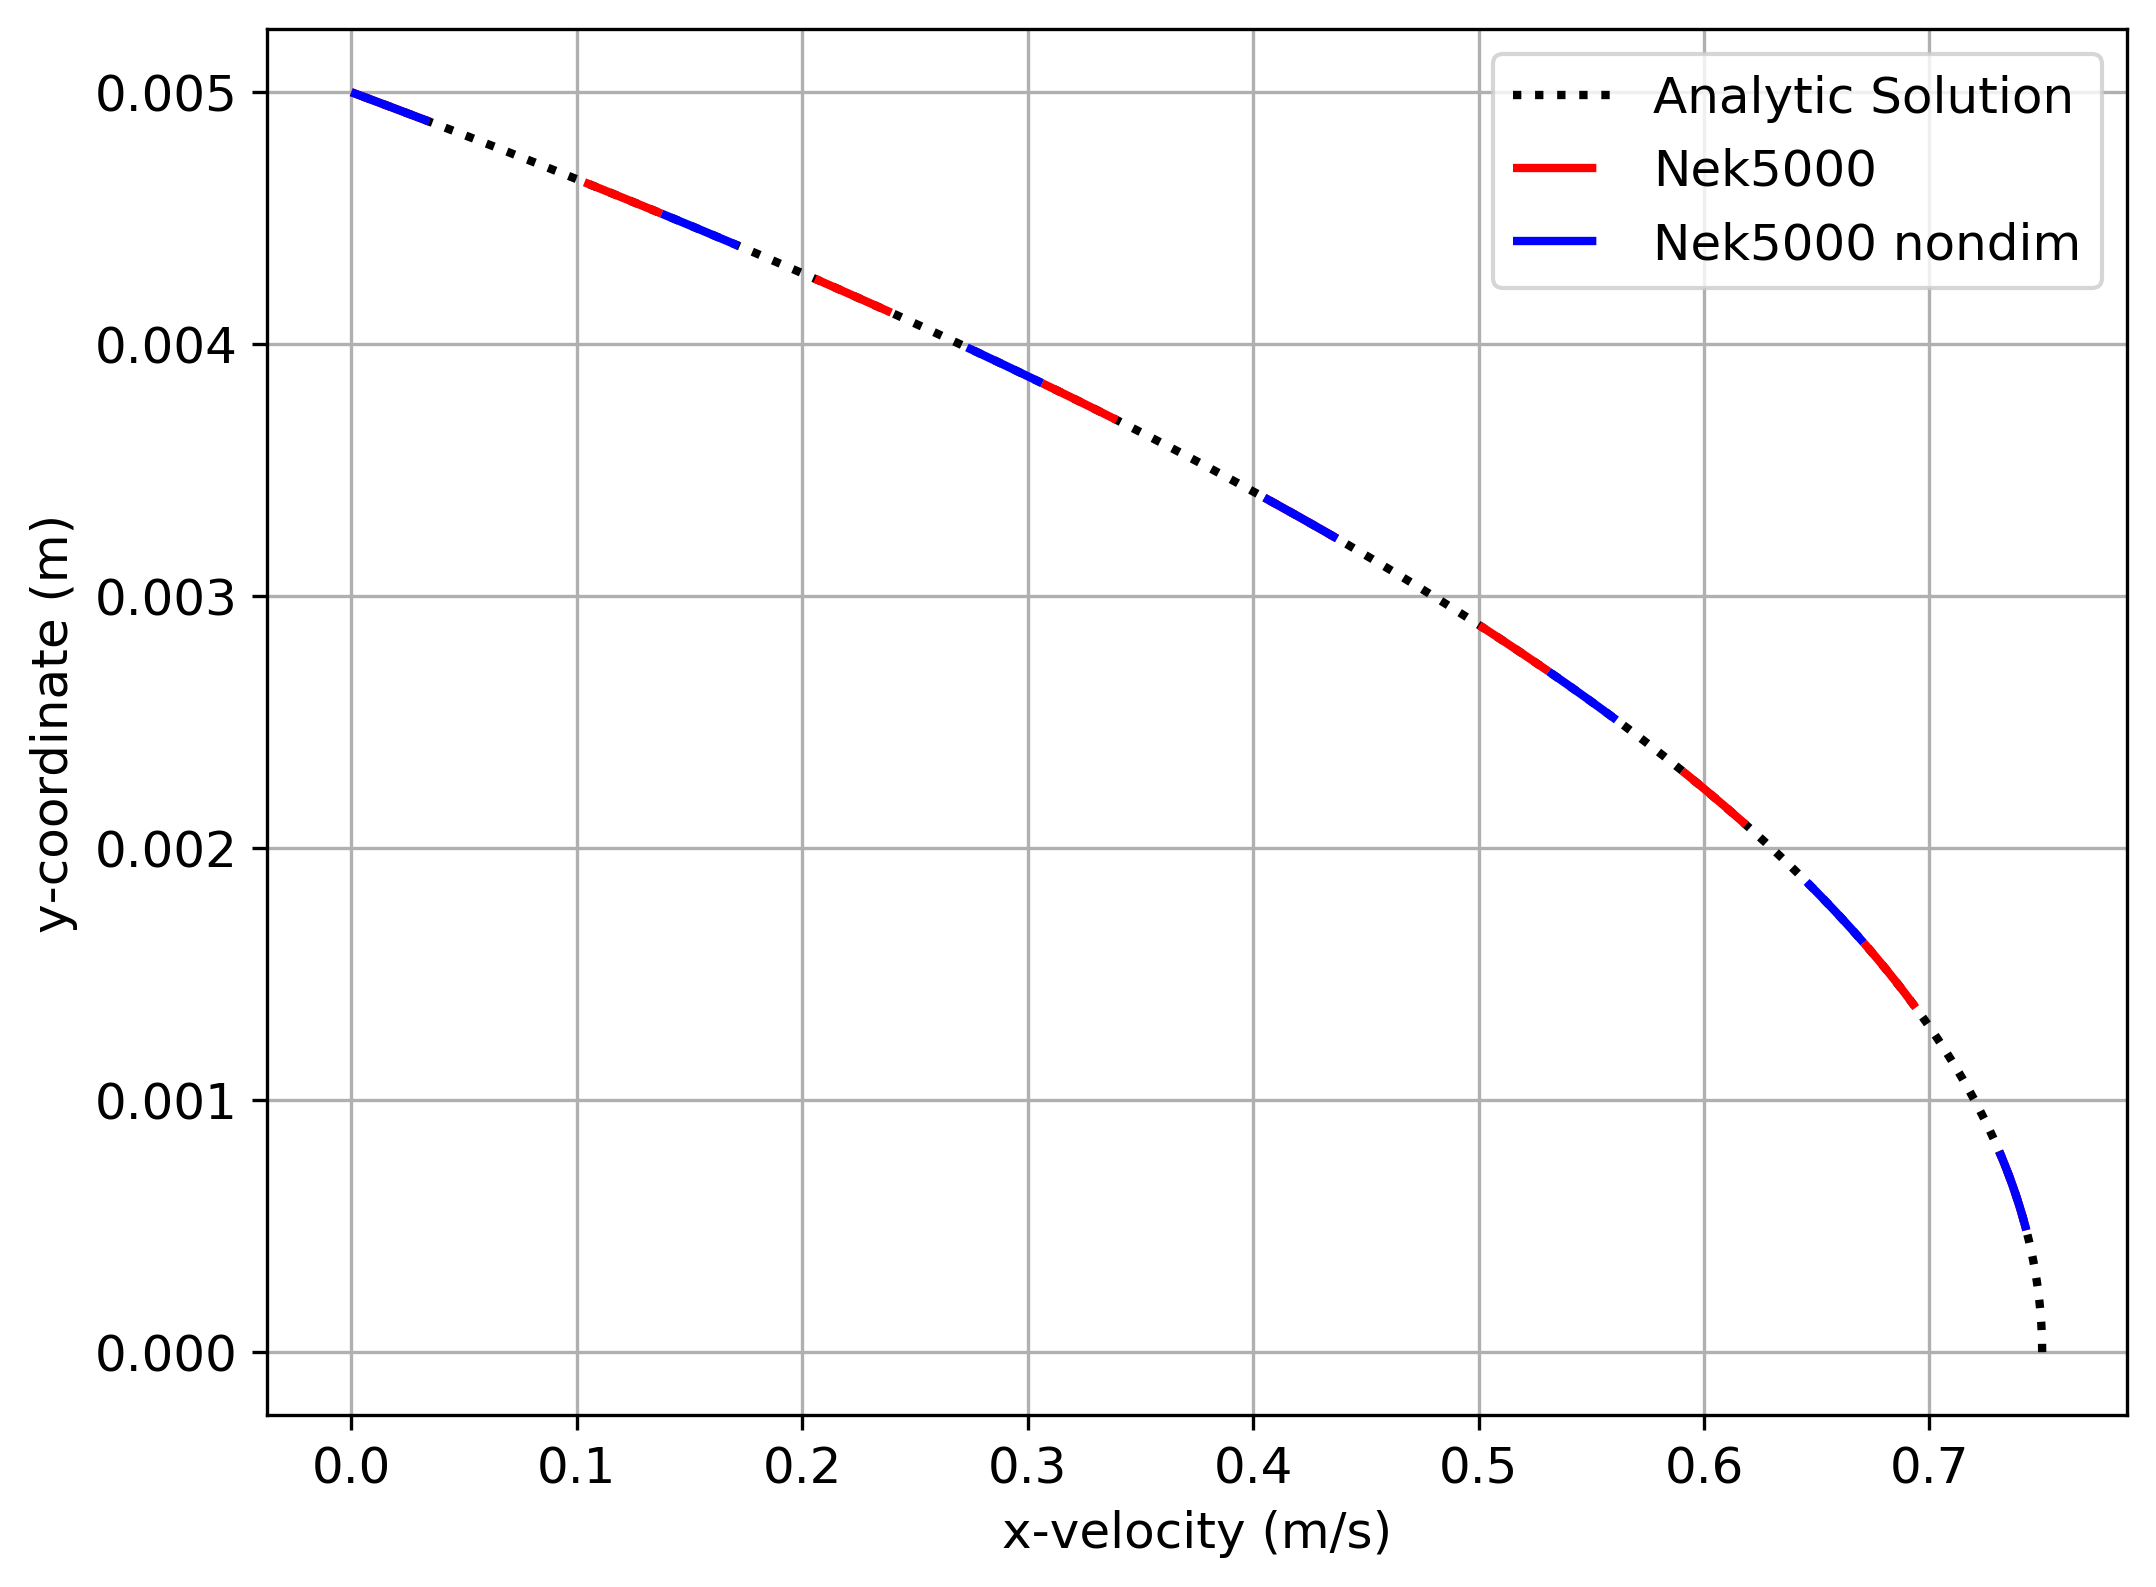 Analytic Solution
Nek5000
Nek5000 nondim
0.005
0.004
0.003
0.002
0.001
0.000
y-coordinate (m)
0.0 0.1 0.2 0.3 0.4 0.5 0.6 0.7
x-velocity (m/s)